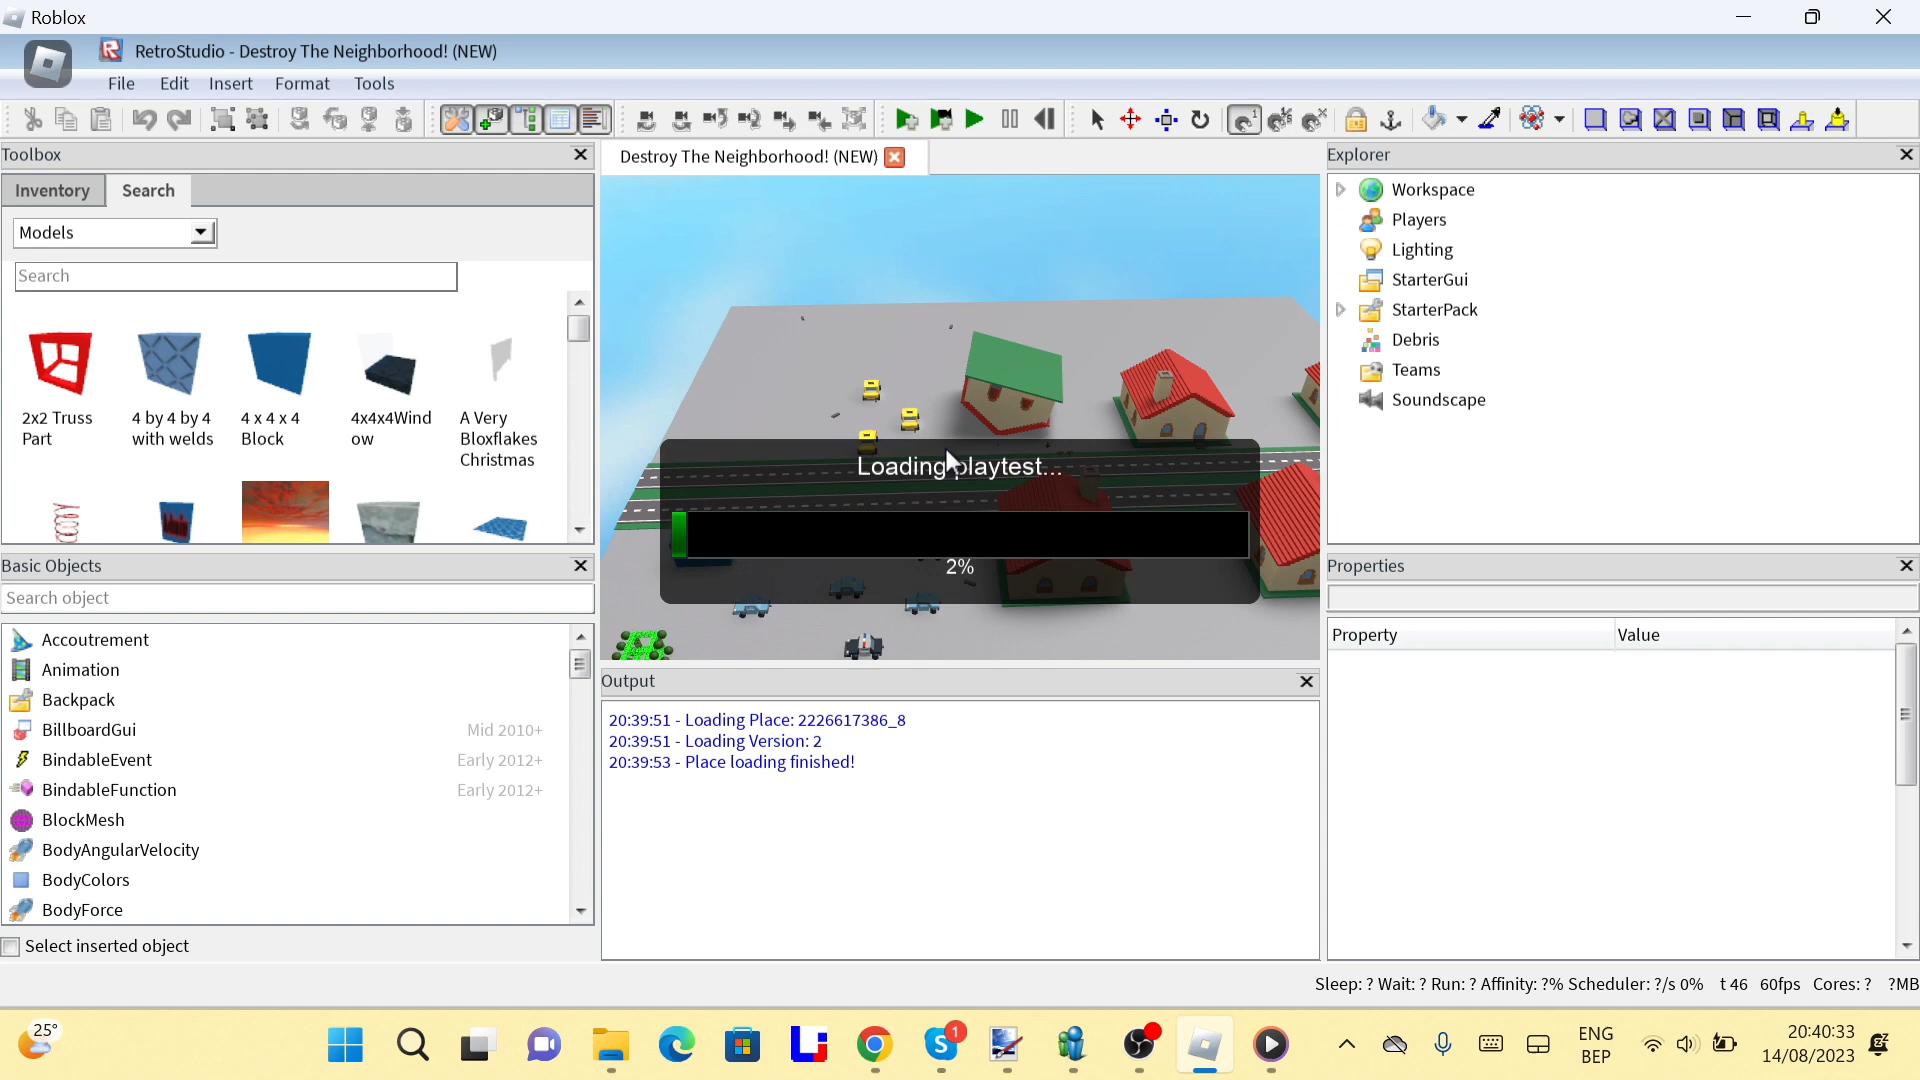 Roblox
RetroStudio - Destroy The Neighborhood! (NEW)
File Edit Insert Format Tools
Toolbox
Inventory Search
Models
Search
2x2 Truss Part
4 by 4 by 4 with welds
4 x 4 x 4 Block
4x4x4Window
A Very Bloxflakes Christmas
Basic Objects
Search object
Accoutrement
Animation
Backpack
BillboardGui Mid 2010+
BindableEvent Early 2012+
BindableFunction Early 2012+
BlockMesh
BodyAngularVelocity
BodyColors
BodyForce
Select inserted object
Destroy The Neighborhood! (NEW)
Loading playtest...
2%
Output
20:39:51 - Loading Place: 2226617386_8
20:39:51 - Loading Version: 2
20:39:53 - Place loading finished!
Explorer
Workspace
Players
Lighting
StarterGui
StarterPack
Debris
Teams
Soundscape
Properties
Property Value
Sleep: ? Wait: ? Run: ? Affinity: ?% Scheduler: ?/s 0% t 46 60fps Cores: ? ?MB
25°
1
ENG
BEP
20:40:33
14/08/2023